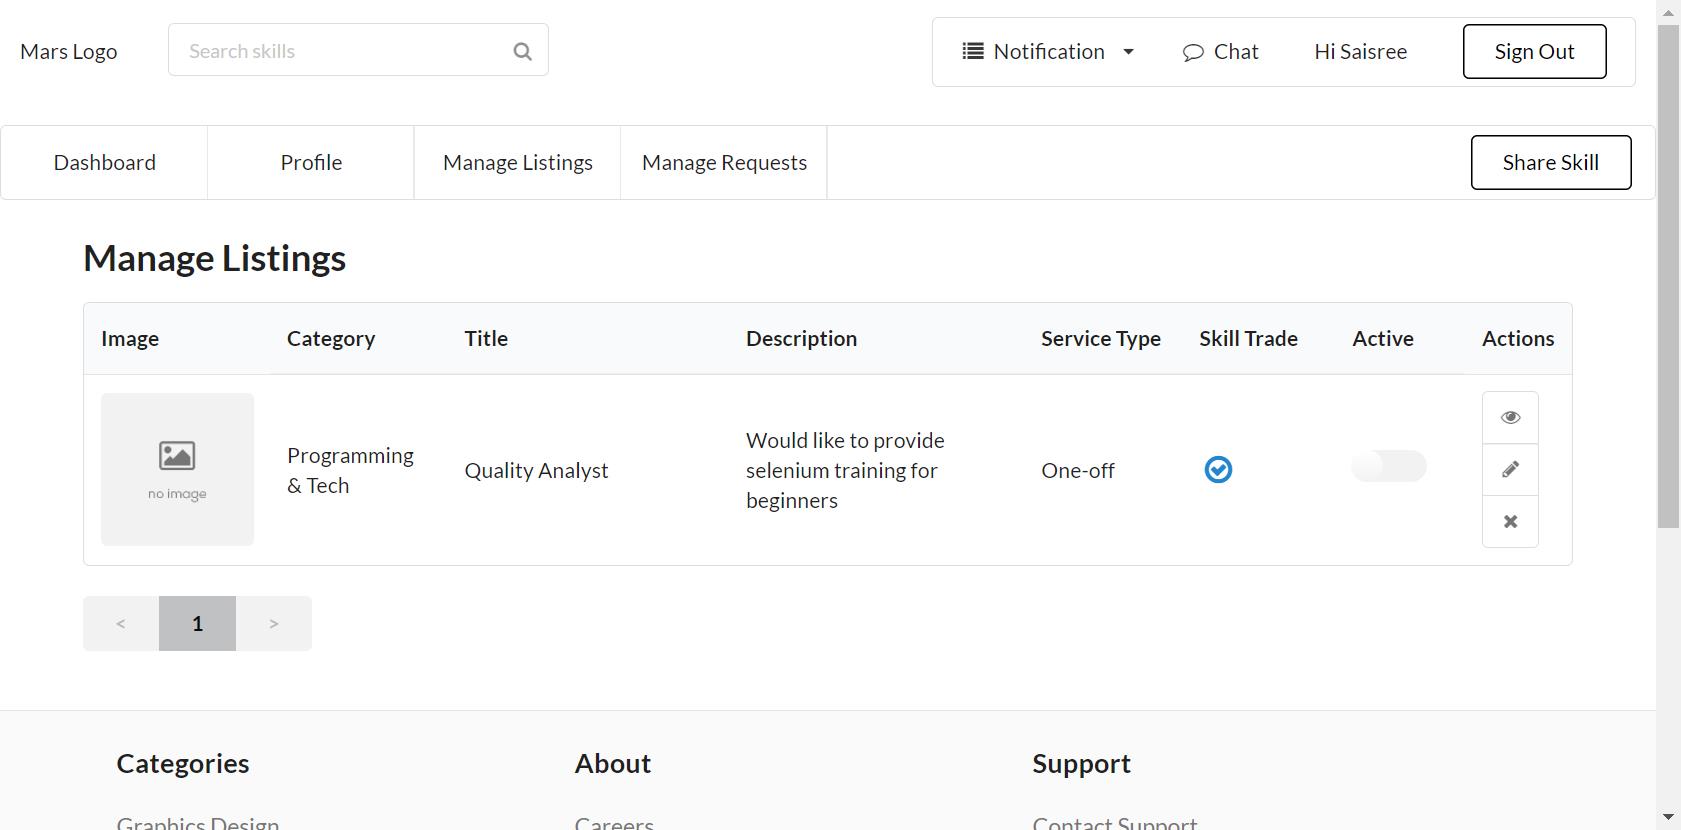 Mars Logo
Search skills
Notification
Chat
Hi Saisree
Sign Out
Dashboard
Profile
Manage Listings
Manage Requests
Share Skill
Manage Listings
Image
Category
Title
Description
Service Type
Skill Trade
Active
Actions
no image
Programming
& Tech
Quality Analyst
Would like to provide
selenium training for
beginners
One-off
<
1
>
Categories
About
Support
Graphics Design
Careers
Contact Support